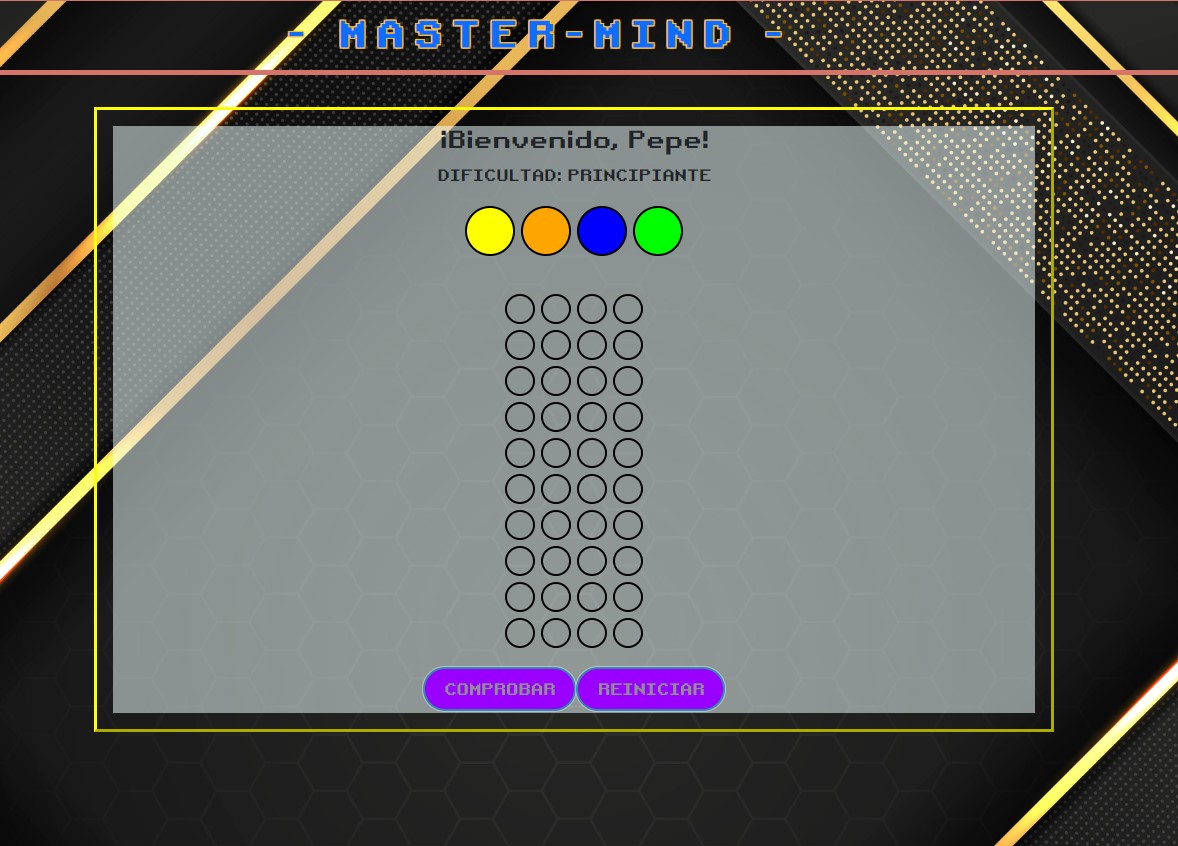 - MASTER-MIND -
¡Bienvenido, Pepe!
DIFICULTAD: PRINCIPIANTE
COMPROBAR REINICIAR